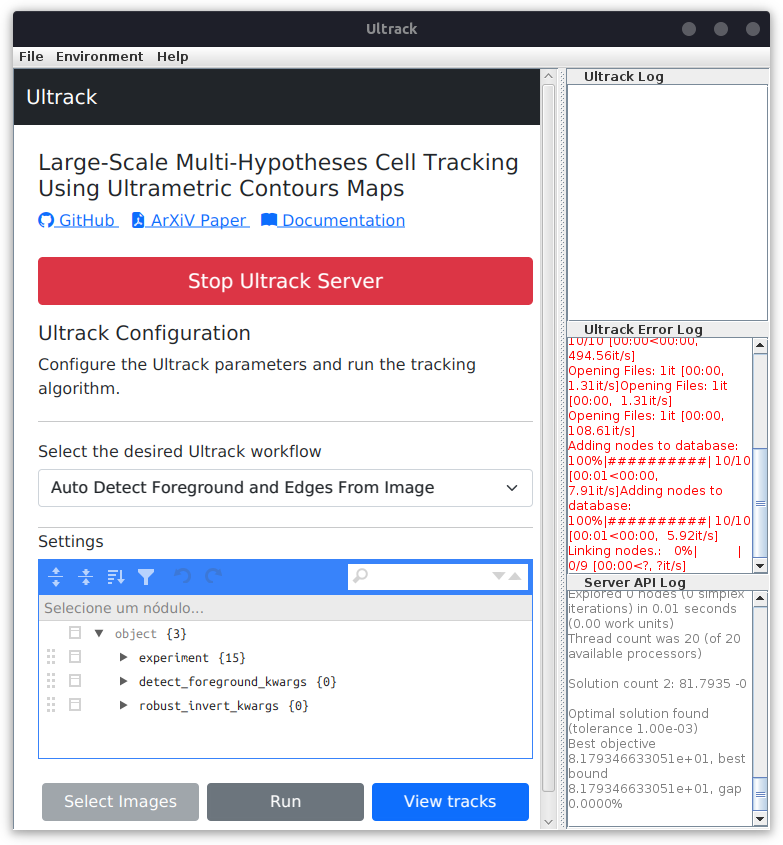 Ultrack
File Environment Help
Ultrack
Large-Scale Multi-Hypotheses Cell Tracking
Using Ultrametric Contours Maps
GitHub ArXiV Paper Documentation
Stop Ultrack Server
Ultrack Configuration
Configure the Ultrack parameters and run the tracking
algorithm.
Select the desired Ultrack workflow
Auto Detect Foreground and Edges From Image
Settings
Selecione um nódulo...
object {3}
experiment {15}
detect_foreground_kwargs {0}
robust_invert_kwargs {0}
Select Images
Run
View tracks
Ultrack Log
Ultrack Error Log
10/10 [00:00<00:00,
494.56it/s]
Opening Files: 1it [00:00,
1.31it/s]Opening Files: 1it
[00:00,  1.31it/s]
Opening Files: 1it [00:00,
108.61it/s]
Adding nodes to database:
100%|##########| 10/10
[00:01<00:00,
7.91it/s]Adding nodes to
database:
100%|##########| 10/10
[00:01<00:00,  5.92it/s]
Linking nodes.:   0%|          |
0/9 [00:00<?, ?it/s]
Server API Log
Explored 0 nodes (0 simplex
iterations) in 0.01 seconds
(0.00 work units)
Thread count was 20 (of 20
available processors)
Solution count 2: 81.7935 -0
Optimal solution found
(tolerance 1.00e-03)
Best objective
8.179346633051e+01, best
bound
8.179346633051e+01, gap
0.0000%